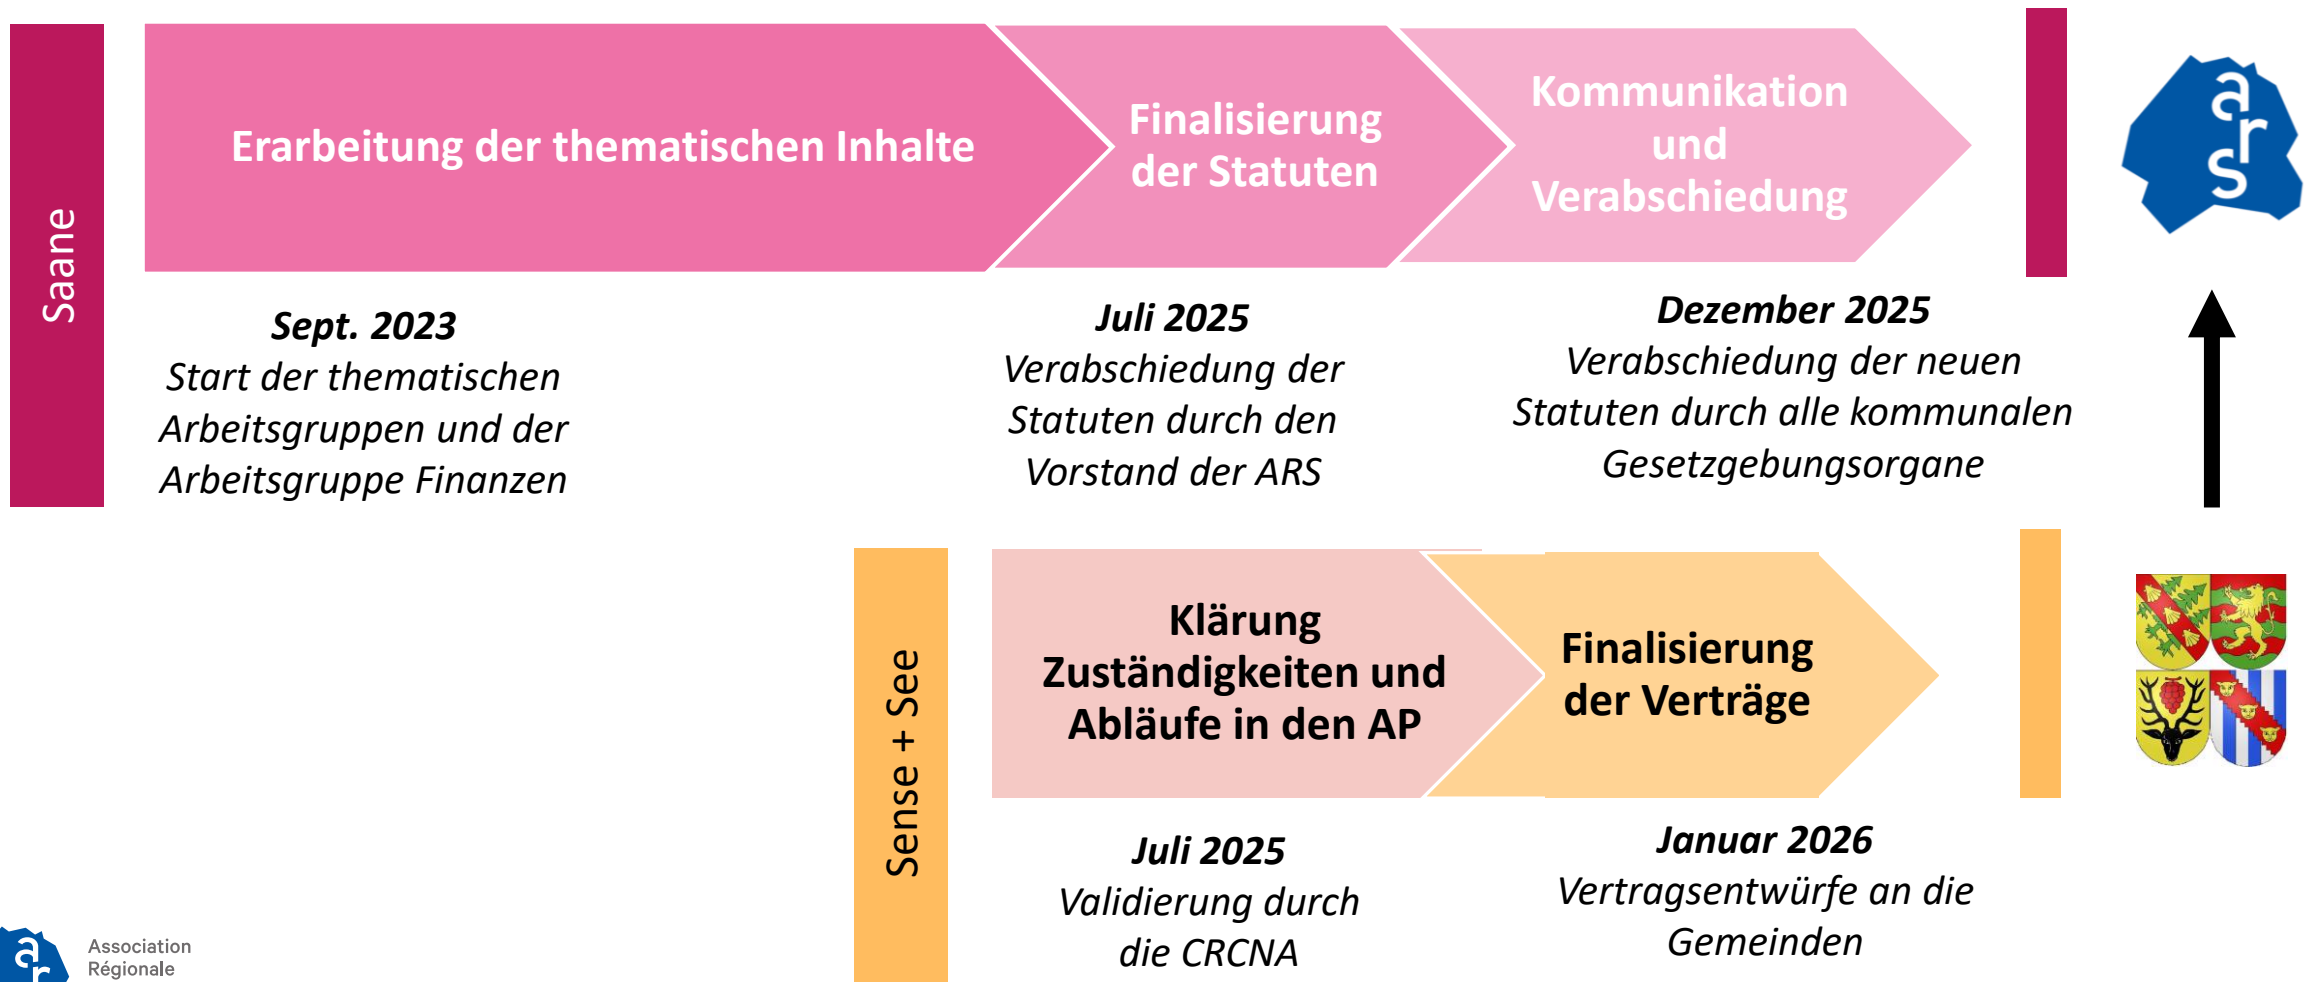 Saane
Erarbeitung der thematischen Inhalte
Finalisierung
der Statuten
Kommunikation
und
Verabschiedung
ars
Sept. 2023
Start der thematischen
Arbeitsgruppen und der
Arbeitsgruppe Finanzen
Juli 2025
Verabschiedung der
Statuten durch den
Vorstand der ARS
Dezember 2025
Verabschiedung der neuen
Statuten durch alle kommunalen
Gesetzgebungsorgane
Sense + See
Klärung
Zuständigkeiten und
Abläufe in den AP
Finalisierung
der Verträge
Juli 2025
Validierung durch
die CRCNA
Januar 2026
Vertragsentwürfe an die
Gemeinden
ar
Association
Régionale